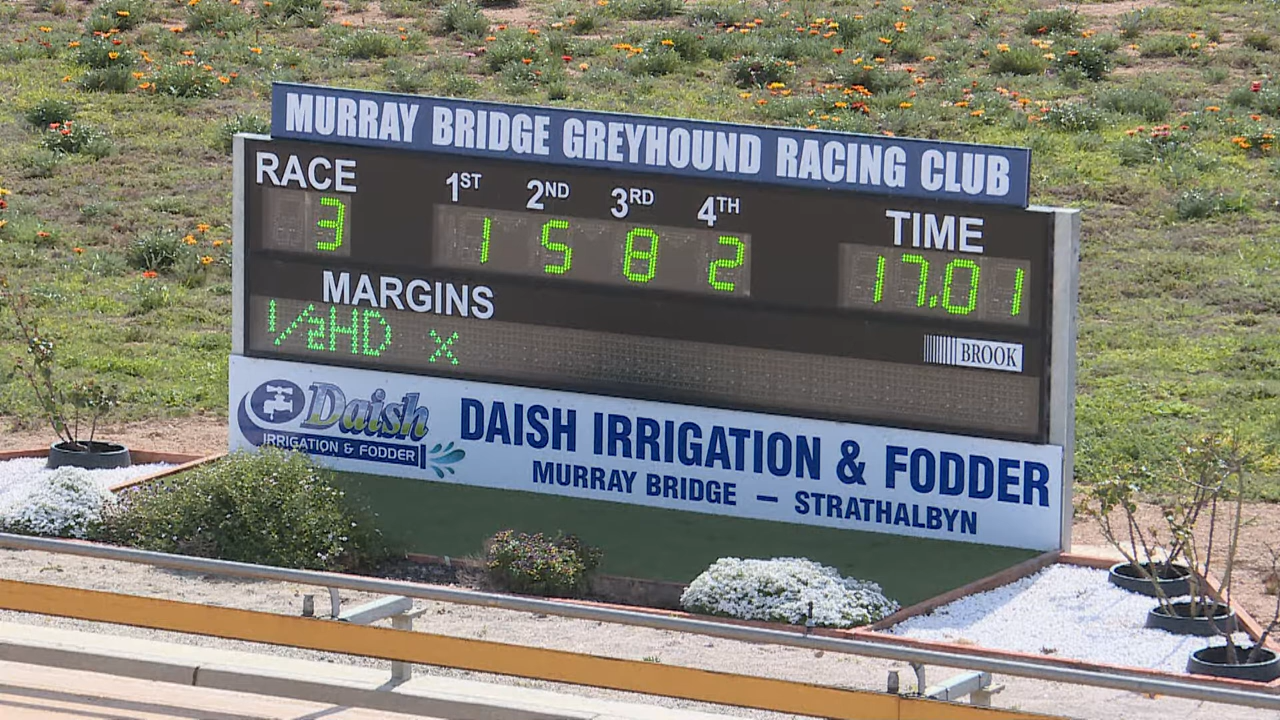 MURRAY BRIDGE GREYHOUND RACING CLUB
RACE 1ST 2ND 3RD 4TH TIME
3 1 5 8 2 17.01
MARGINS
1/2HD x
BROOK
Daish
IRRIGATION & FODDER
DAISH IRRIGATION & FODDER
MURRAY BRIDGE – STRATHALBYN